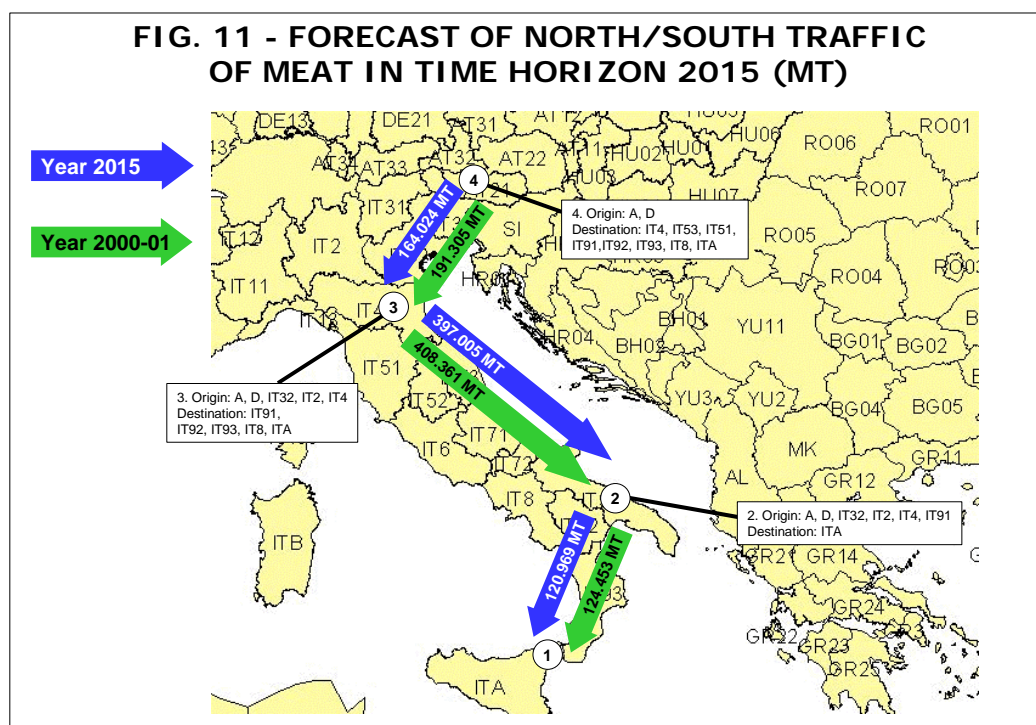 FIG. 11 - FORECAST OF NORTH/SOUTH TRAFFIC
OF MEAT IN TIME HORIZON 2015 (MT)
Year 2015
Year 2000-01
DE13
DE21
AT31
HU06
RO06
RO01
AT34
AT33
AT32
AT22
AT11
HU02
HU01
HU03
HU07
RO07
4
IT31
SI
RO05
4. Origin: A, D
Destination: IT4, IT53, IT51,
IT91,IT92, IT93, IT8, ITA
164.024 MT
191.305 MT
IT12
IT2
IT11
IT13
RO04
RO03
3
397.005 MT
408.361 MT
HR04
BH01
BH02
YU11
BG01
BG02
IT51
IT52
YU3
YU2
BG04
BG05
3. Origin: A, D, IT32, IT2, IT4
Destination: IT91,
IT92, IT93, IT8, ITA
IT6
IT71
IT72
MK
AL
GR11
GR12
IT8
2
2. Origin: A, D, IT32, IT2, IT4, IT91
Destination: ITA
ITB
120.969 MT
124.453 MT
GR21
GR14
GR24
GR22
GR23
GR3
GR25
1
ITA